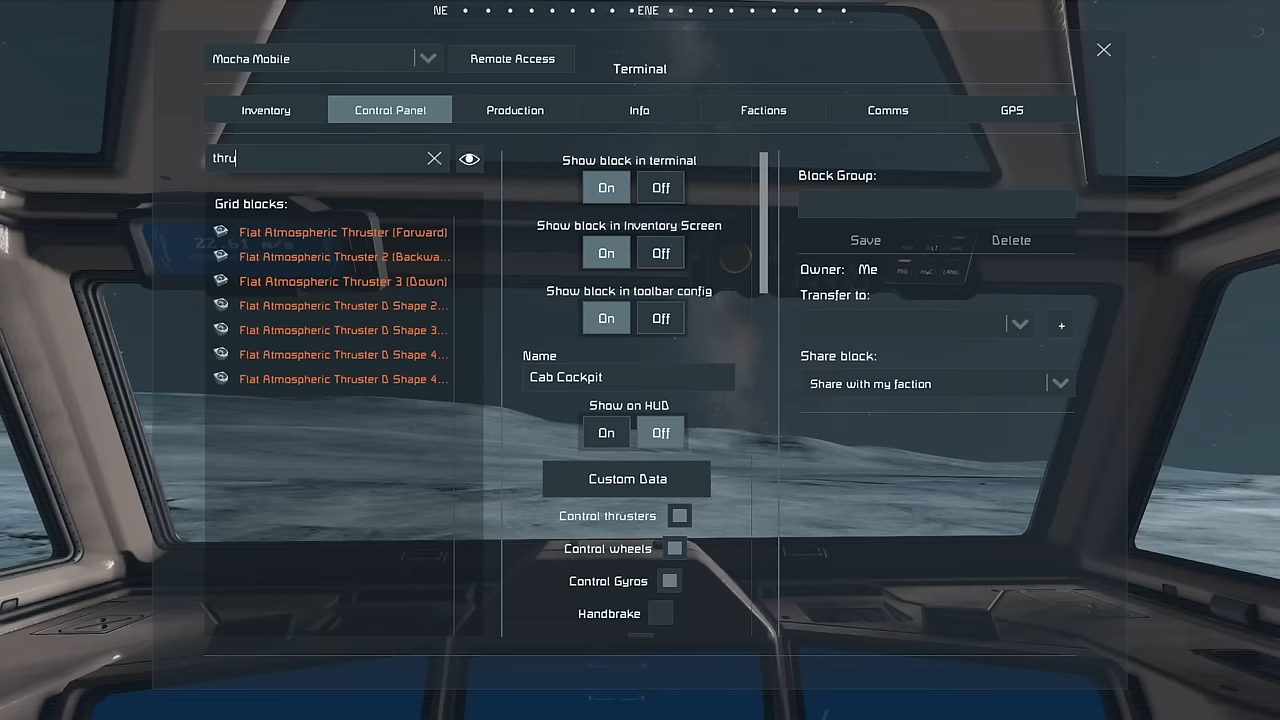 NE
ENE
Mocha Mobile
Remote Access
Terminal
Inventory
Control Panel
Production
Info
Factions
Comms
GPS
thru
Grid blocks:
Flat Atmospheric Thruster (Forward)
Flat Atmospheric Thruster 2 (Backwa...
Flat Atmospheric Thruster 3 (Down)
Flat Atmospheric Thruster D Shape 2...
Flat Atmospheric Thruster D Shape 3...
Flat Atmospheric Thruster D Shape 4...
Flat Atmospheric Thruster D Shape 4...
Show block in terminal
On
Off
Show block in Inventory Screen
On
Off
Show block in toolbar config
On
Off
Name
Cab Cockpit
Show on HUD
On
Off
Custom Data
Control thrusters
Control wheels
Control Gyros
Handbrake
Block Group:
Save
Delete
Owner: Me
Transfer to:
+
Share block:
Share with my faction